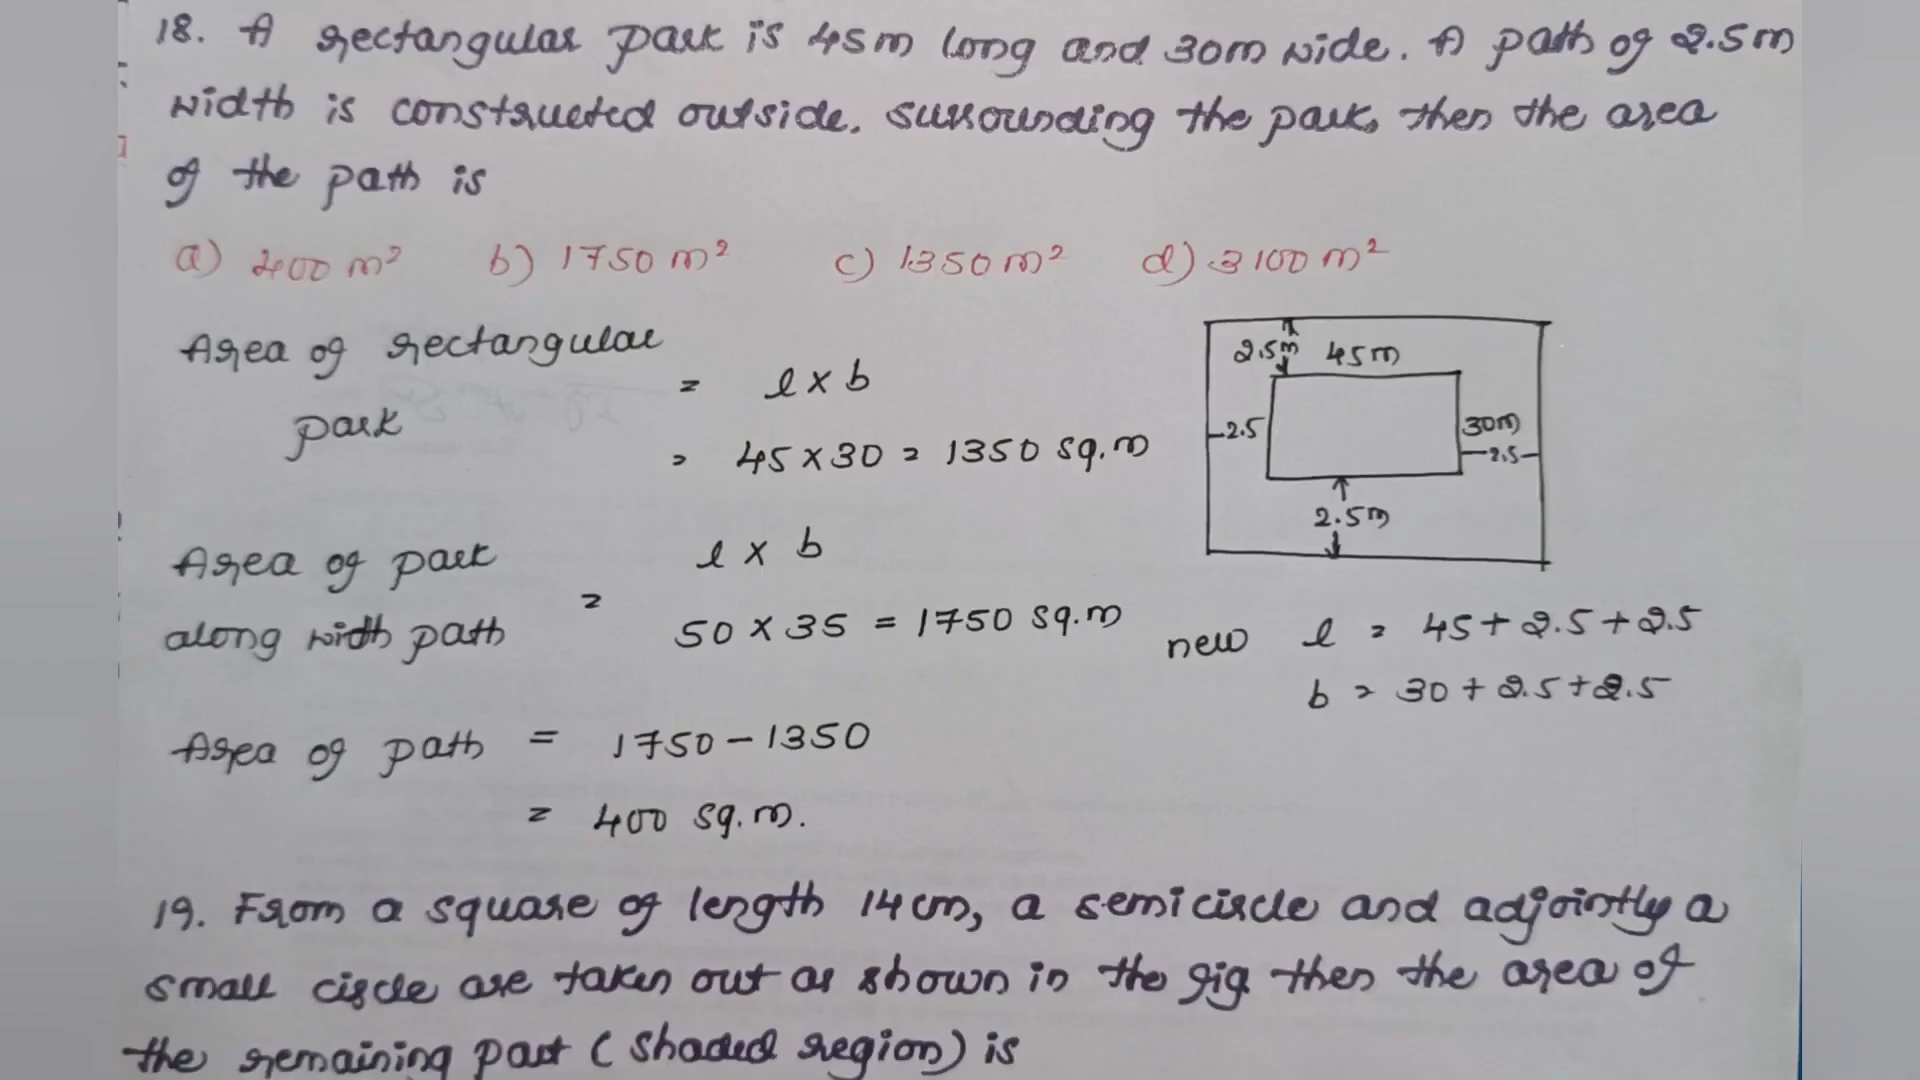 18. A rectangular park is 45m long and 30m wide. A path of 2.5m
width is constructed outside, surrounding the park, then the area
of the path is
a) 400 m² b) 1750 m² c) 1350 m² d) 3100 m²
Area of rectangular
park
= l x b
= 45 x 30 = 1350 sq.m
2.5m 45m
2.5
30m
2.5
2.5m
Area of park
along with path
=
l x b
50 x 35 = 1750 sq.m
new l = 45 + 2.5 + 2.5
b = 30 + 2.5 + 2.5
Area of path = 1750 - 1350
= 400 sq.m.
19. From a square of length 14 cm, a semicircle and adjointly a
small circle are taken out as shown in the fig then the area of
the remaining part (shaded region) is